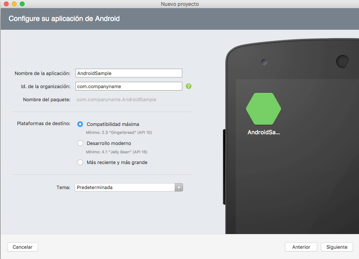 Nuevo proyecto
Configure su aplicación de Android
Nombre de la aplicación: AndroidSample
Id. de la organización: com.companyname
Nombre del paquete: com.companyname.AndroidSample
Plataformas de destino: Compatibilidad máxima
Mínimo: 2.3 "Gingerbread" (API 10)
Desarrollo moderno
Mínimo: 4.1 "Jelly Bean" (API 16)
Más reciente y más grande
Tema: Predeterminada
AndroidSa...
Cancelar
Anterior
Siguiente